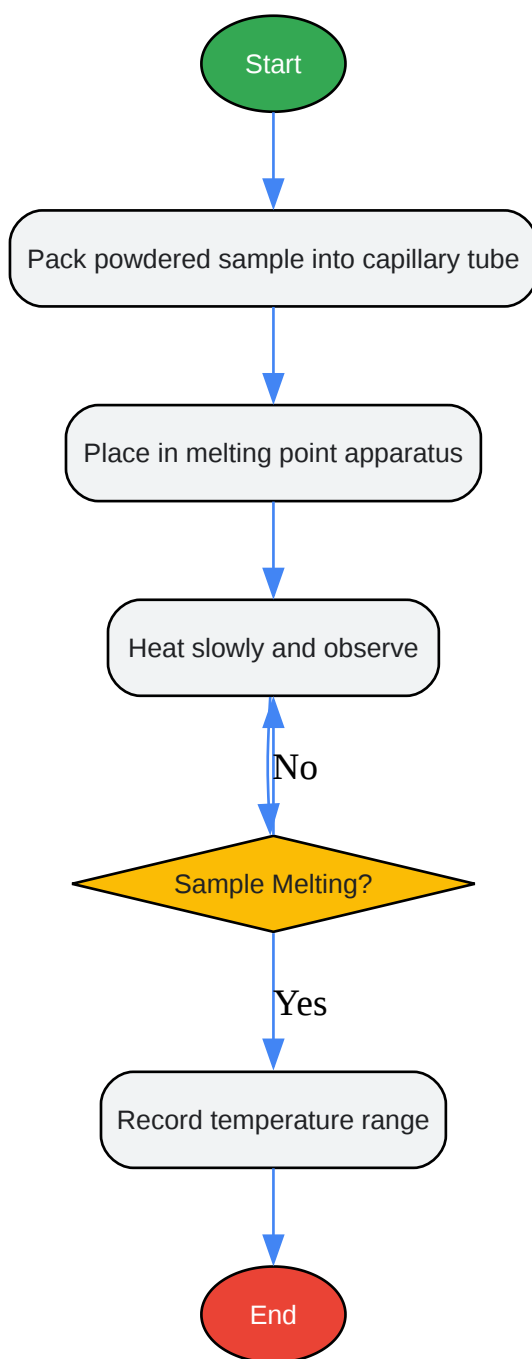 Start
Pack powdered sample into capillary tube
Place in melting point apparatus
Heat slowly and observe
No
Sample Melting?
Yes
Record temperature range
End